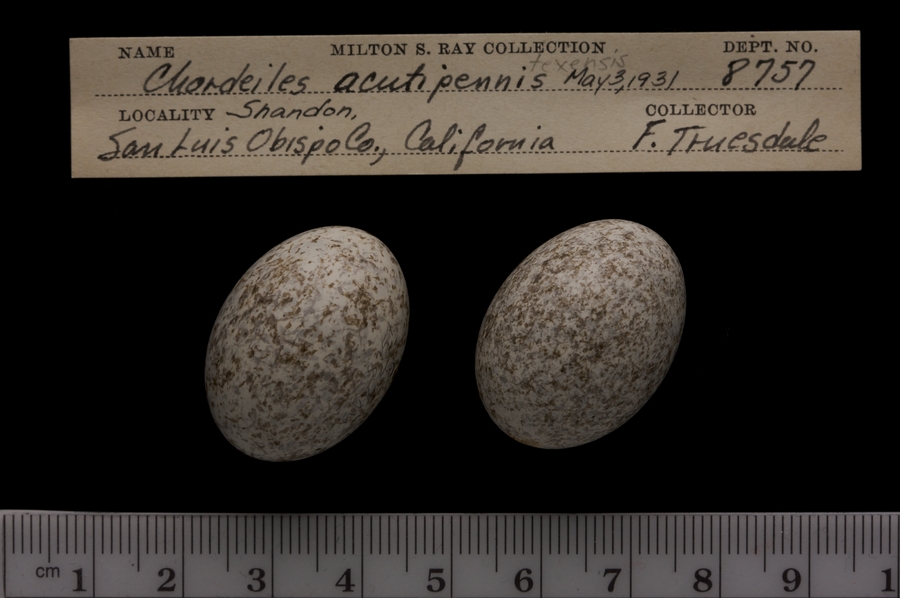 NAME MILTON S. RAY COLLECTION DEPT. NO.
texensis
Chordeiles acutipennis May 3, 1931 8757
LOCALITY Shandon, COLLECTOR
San Luis Obispo Co., California F. Truesdale
cm 1 2 3 4 5 6 7 8 9 1